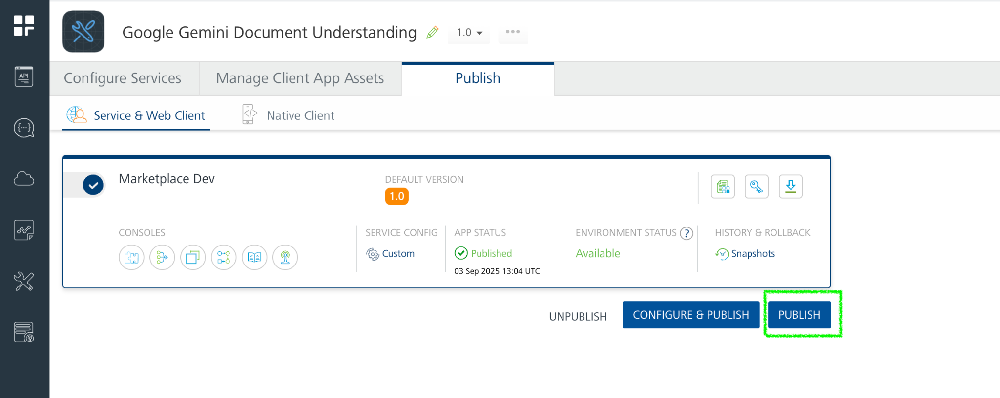 Google Gemini Document Understanding
1.0
API
Configure Services
Manage Client App Assets
Publish
Service & Web Client
Native Client
Marketplace Dev
DEFAULT VERSION
1.0
CONSOLES
SERVICE CONFIG
APP STATUS
ENVIRONMENT STATUS ?
HISTORY & ROLLBACK
Custom
Published
Available
Snapshots
03 Sep 2025 13:04 UTC
UNPUBLISH
CONFIGURE & PUBLISH
PUBLISH